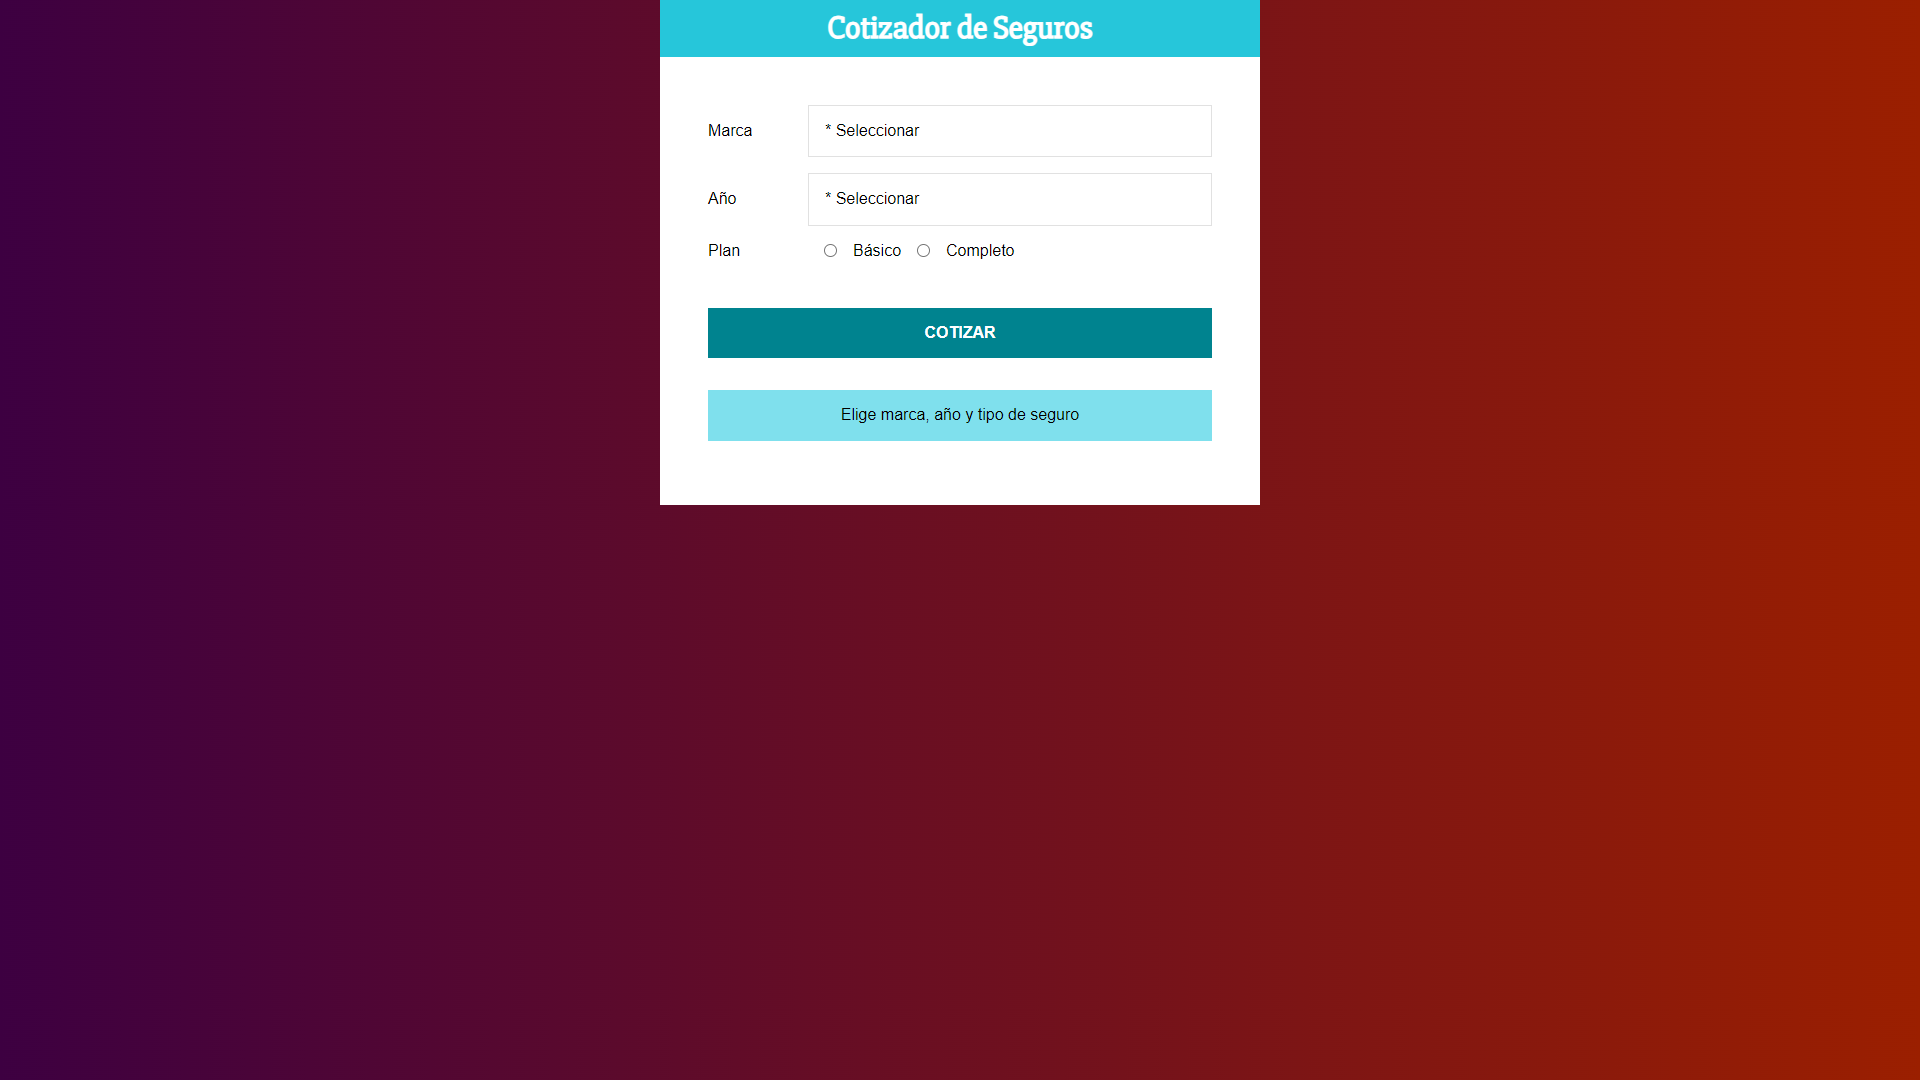 Cotizador de Seguros
Marca
* Seleccionar
Año
* Seleccionar
Plan Básico Completo
COTIZAR
Elige marca, año y tipo de seguro